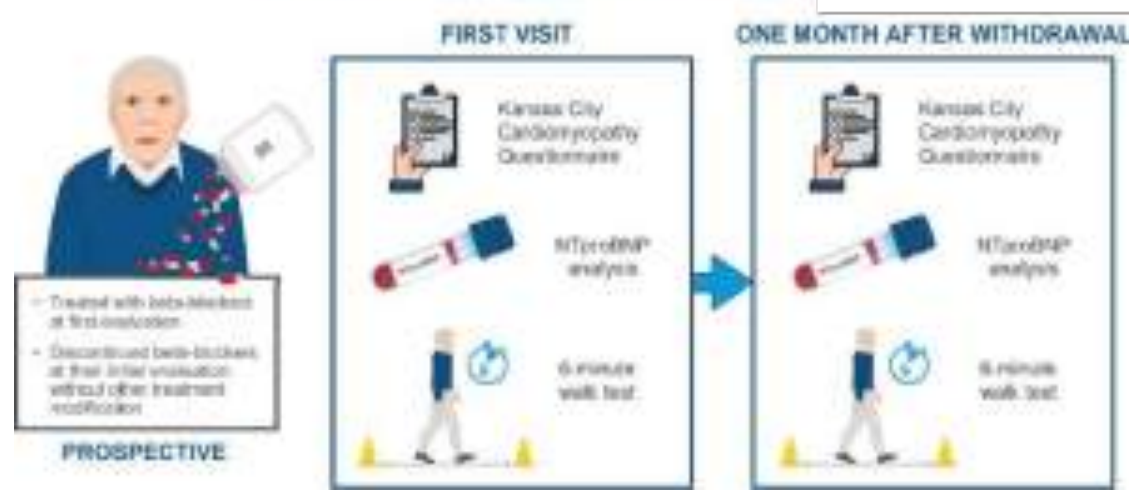 FIRST VISIT
ONE MONTH AFTER WITHDRAWAL
Kansas City
Cardiomyopathy
Questionnaire
NTproBNP
analysis
6 minute
walk test
Kansas City
Cardiomyopathy
Questionnaire
NTproBNP
analysis
6 minute
walk test
- Treated with beta-blockers
at first evaluation
- Discontinued beta-blockers
at their initial evaluation
without other treatment
modification
PROSPECTIVE